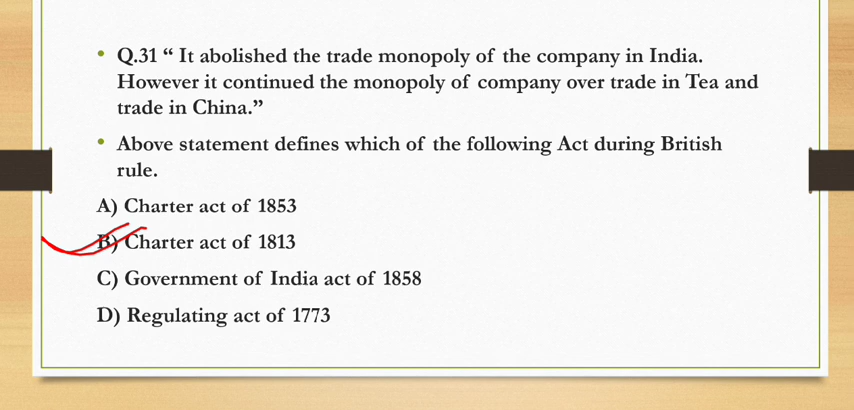 • Q.31 “ It abolished the trade monopoly of the company in India.
However it continued the monopoly of company over trade in Tea and
trade in China.”
• Above statement defines which of the following Act during British
rule.
A) Charter act of 1853
B) Charter act of 1813
C) Government of India act of 1858
D) Regulating act of 1773